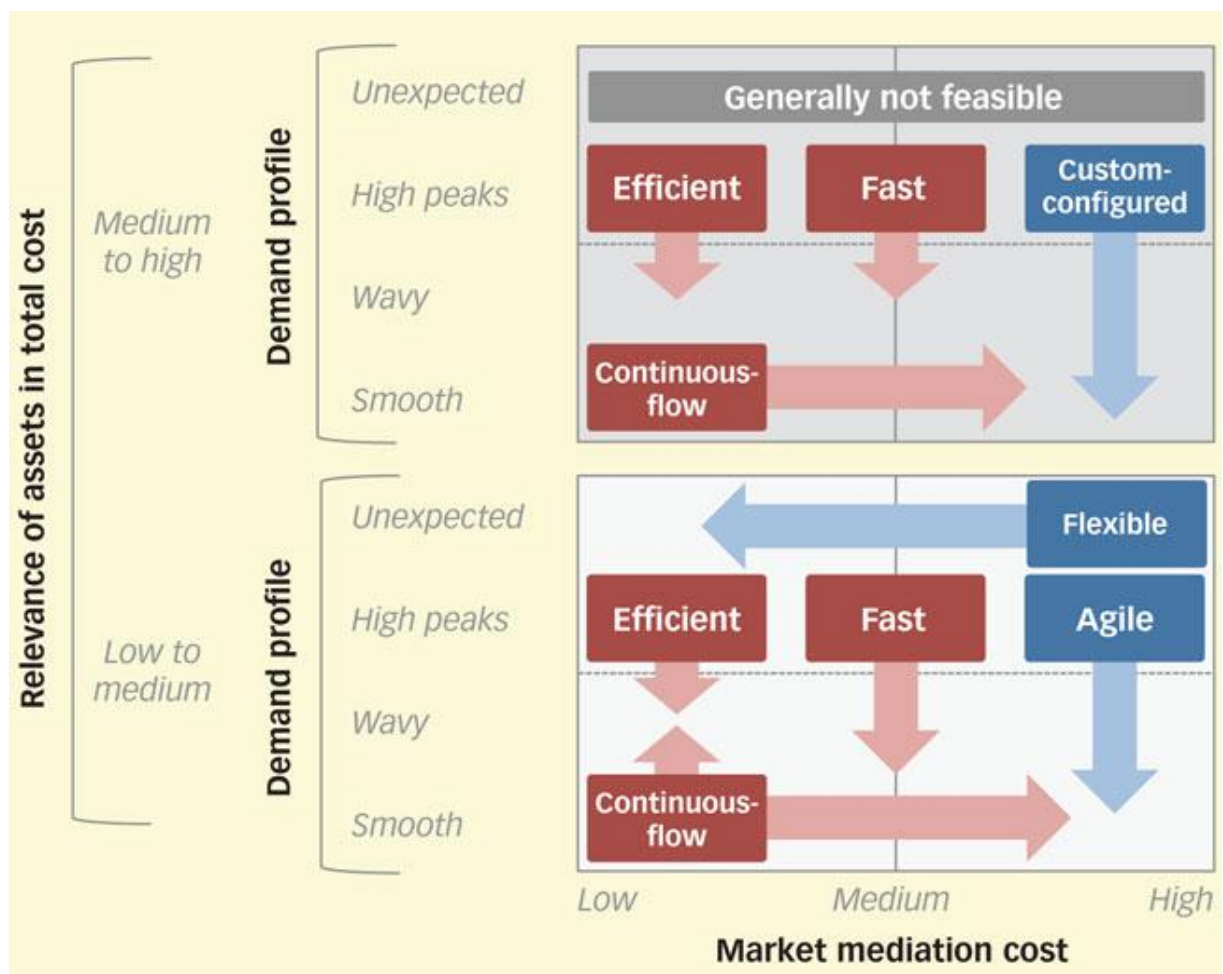 Relevance of assets in total cost
Medium
to high
Demand profile
Unexpected
High peaks
Wavy
Smooth
Generally not feasible
Efficient
Fast
Custom-
configured
Continuous-
flow
Low to
medium
Demand profile
Unexpected
High peaks
Wavy
Smooth
Flexible
Efficient
Fast
Agile
Continuous-
flow
Low
Medium
High
Market mediation cost